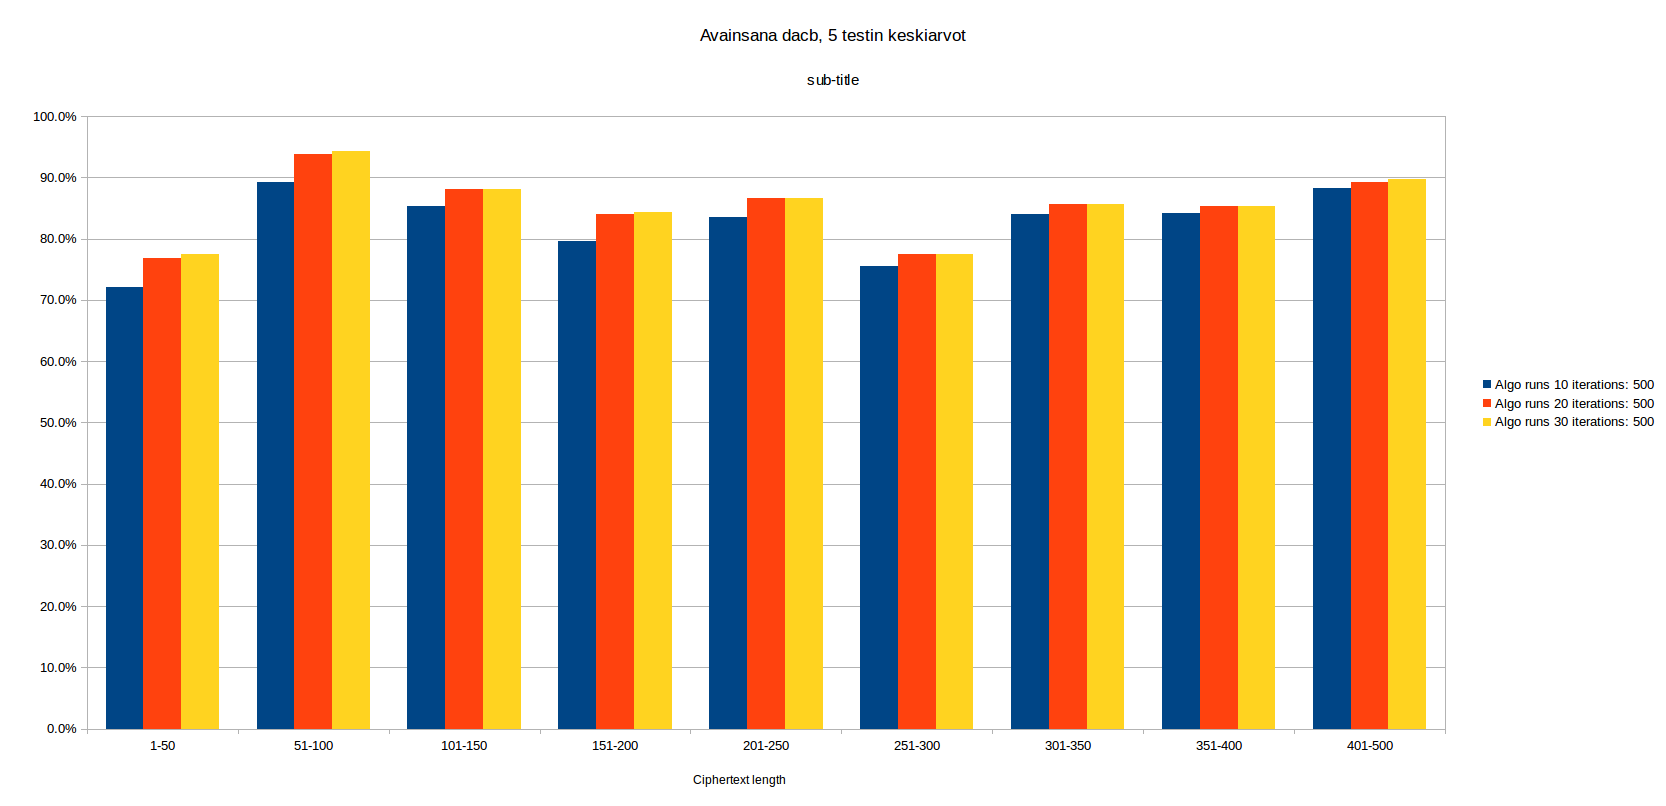 Avainsana dacb, 5 testin keskiarvot
sub-title
100.0%
90.0%
80.0%
70.0%
60.0%
50.0%
40.0%
30.0%
20.0%
10.0%
0.0%
1-50 51-100 101-150 151-200 201-250 251-300 301-350 351-400 401-500
Ciphertext length
Algo runs 10 iterations: 500
Algo runs 20 iterations: 500
Algo runs 30 iterations: 500